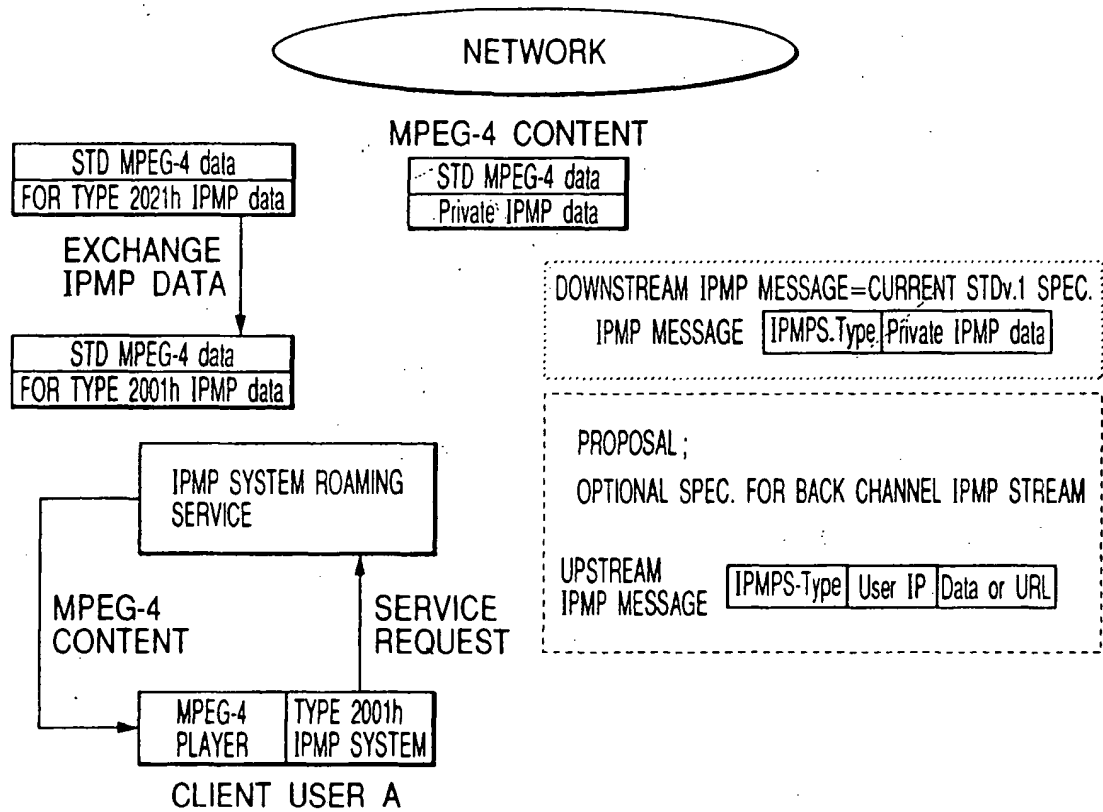 NETWORK
MPEG-4 CONTENT
STD MPEG-4 data
Private IPMP data
STD MPEG-4 data
FOR TYPE 2021h IPMP data
EXCHANGE
IPMP DATA
STD MPEG-4 data
FOR TYPE 2001h IPMP data
DOWNSTREAM IPMP MESSAGE=CURRENT STDv.1 SPEC.
IPMP MESSAGE IPMPS-Type Private IPMP data
PROPOSAL;
OPTIONAL SPEC. FOR BACK CHANNEL IPMP STREAM
UPSTREAM
IPMP MESSAGE IPMPS-Type User IP Data or URL
IPMP SYSTEM ROAMING
SERVICE
MPEG-4
CONTENT
SERVICE
REQUEST
MPEG-4
PLAYER
TYPE 2001h
IPMP SYSTEM
CLIENT USER A